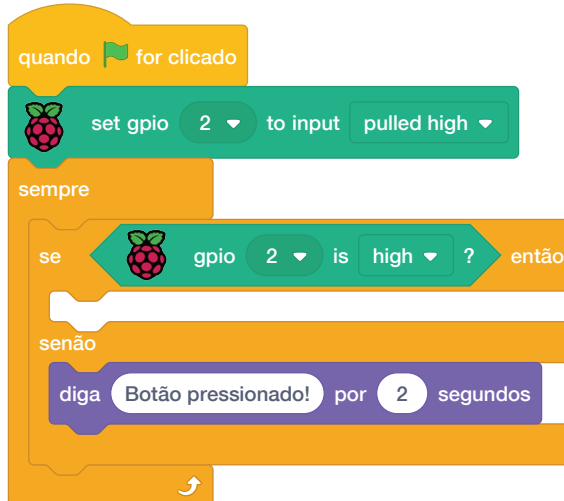 quando for clicado
set gpio 2 to input pulled high
sempre
se gpio 2 is high ? então
senão
diga Botão pressionado! por 2 segundos